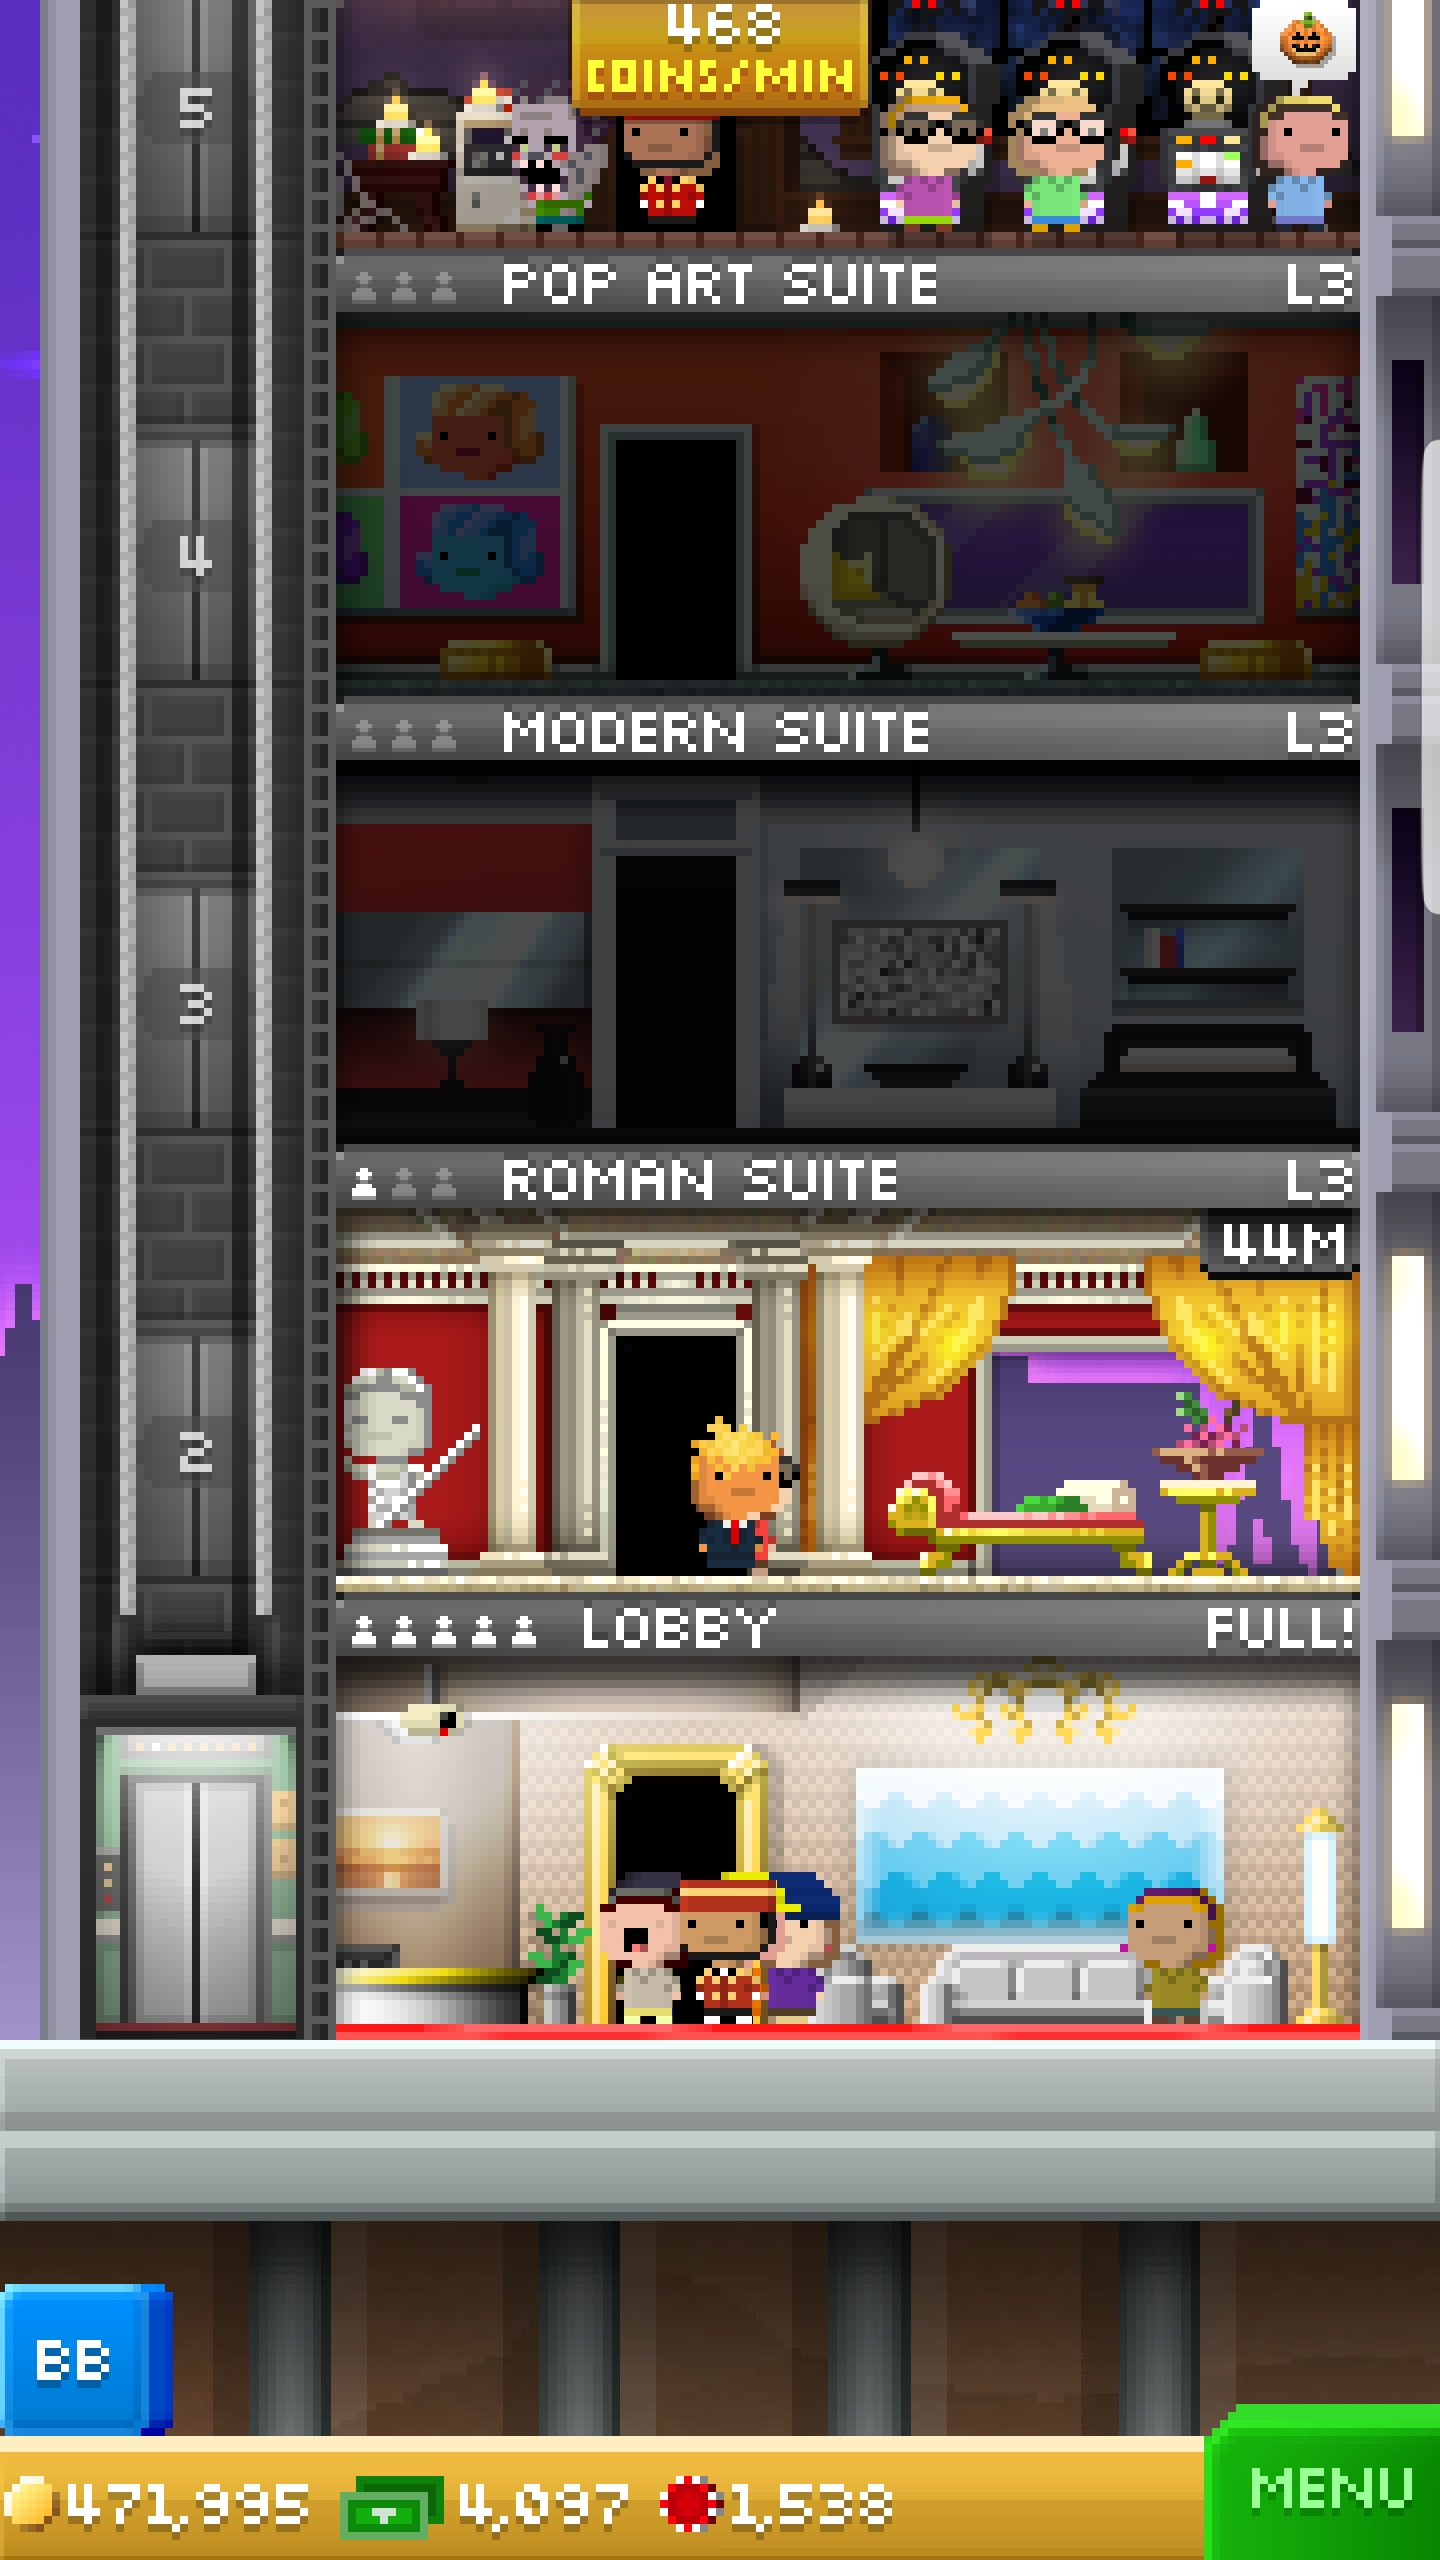 468
COINS/MIN
5
POP ART SUITE L3
4
MODERN SUITE L3
3
ROMAN SUITE L3
44M
2
LOBBY FULL!
BB
471,995 4,097 1,538
MENU